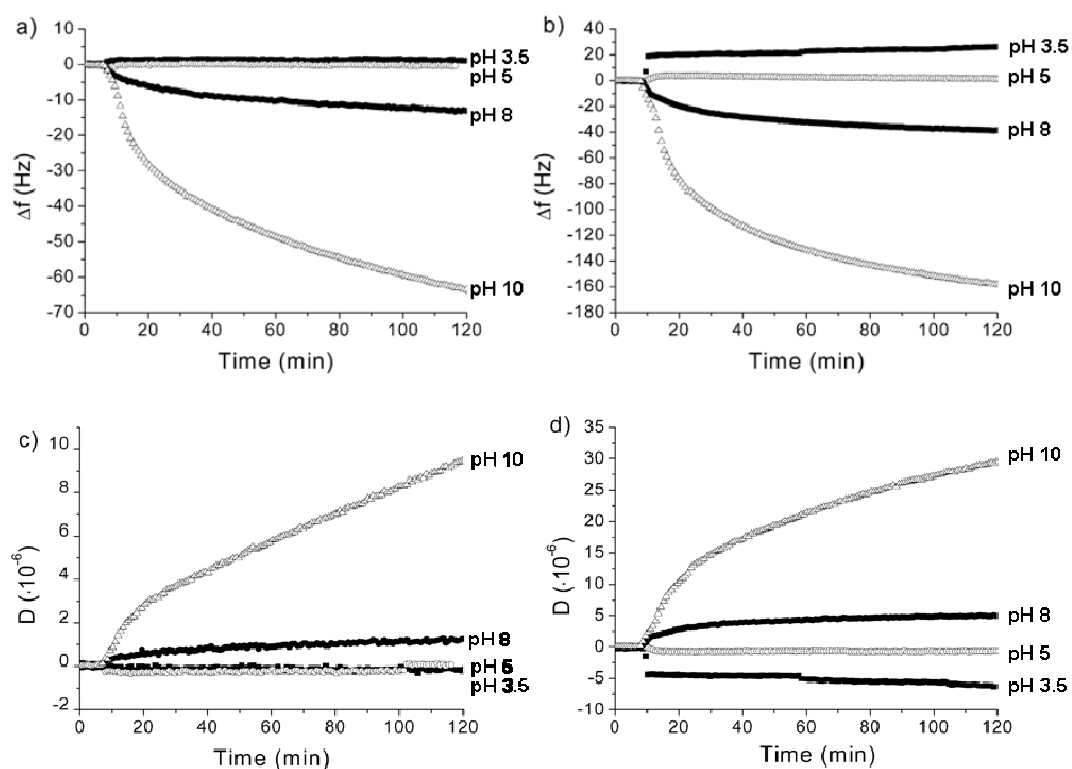 a)
10
0
-10
-20
-30
-40
-50
-60
-70
Δf (Hz)
0 20 40 60 80 100 120
Time (min)
pH 3.5
pH 5
pH 8
pH 10
b)
40
20
0
-20
-40
-60
-80
-100
-120
-140
-160
-180
Δf (Hz)
0 20 40 60 80 100 120
Time (min)
pH 3.5
pH 5
pH 8
pH 10
c)
10
8
6
4
2
0
-2
D (·10⁻⁶)
0 20 40 60 80 100 120
Time (min)
pH 10
pH 8
pH 5
pH 3.5
d)
35
30
25
20
15
10
5
0
-5
-10
D (·10⁻⁶)
0 20 40 60 80 100 120
Time (min)
pH 10
pH 8
pH 5
pH 3.5